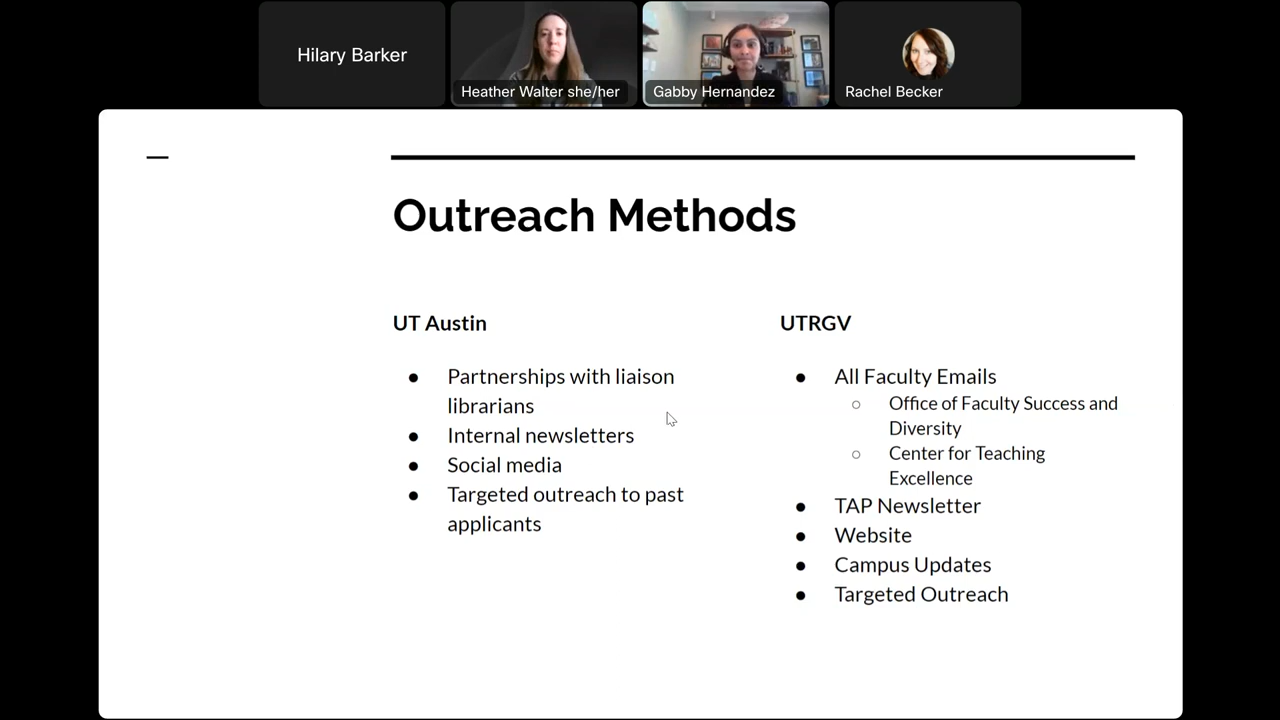 Hilary Barker
Heather Walter she/her
Gabby Hernandez
Rachel Becker
Outreach Methods
UT Austin
● Partnerships with liaison
librarians
● Internal newsletters
● Social media
● Targeted outreach to past
applicants
UTRGV
● All Faculty Emails
○ Office of Faculty Success and
Diversity
○ Center for Teaching
Excellence
● TAP Newsletter
● Website
● Campus Updates
● Targeted Outreach